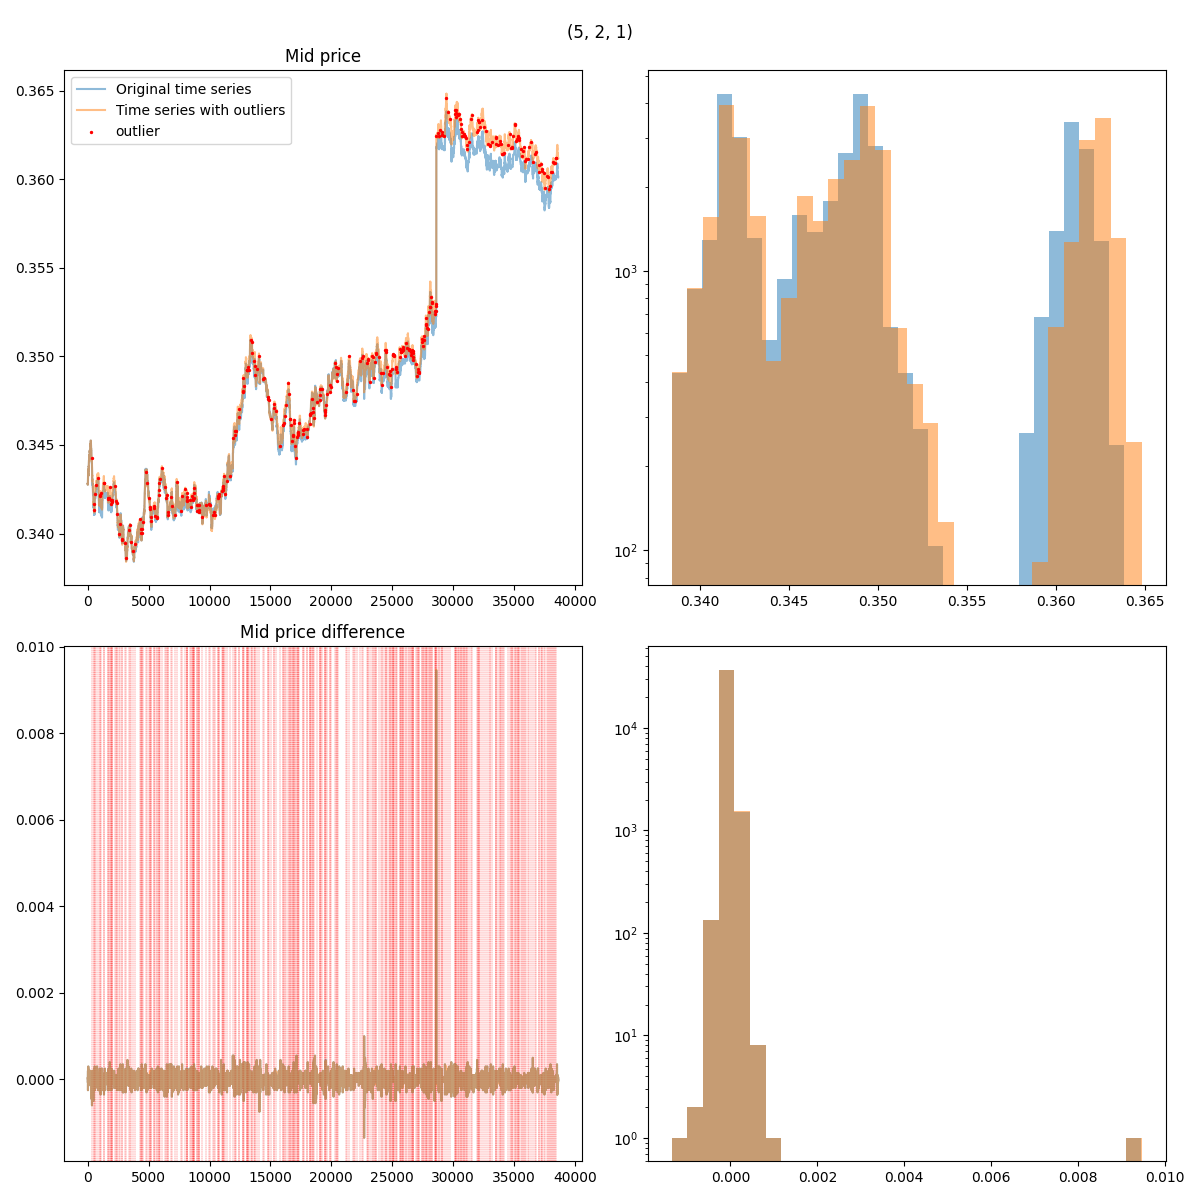 (5, 2, 1)
Mid price
Original time series
Time series with outliers
outlier
0.365
0.360
0.355
0.350
0.345
0.340
0 5000 10000 15000 20000 25000 30000 35000 40000
10³
10²
0.340 0.345 0.350 0.355 0.360 0.365
Mid price difference
0.010
0.008
0.006
0.004
0.002
0.000
0 5000 10000 15000 20000 25000 30000 35000 40000
10⁴
10³
10²
10¹
10⁰
0.000 0.002 0.004 0.006 0.008 0.010